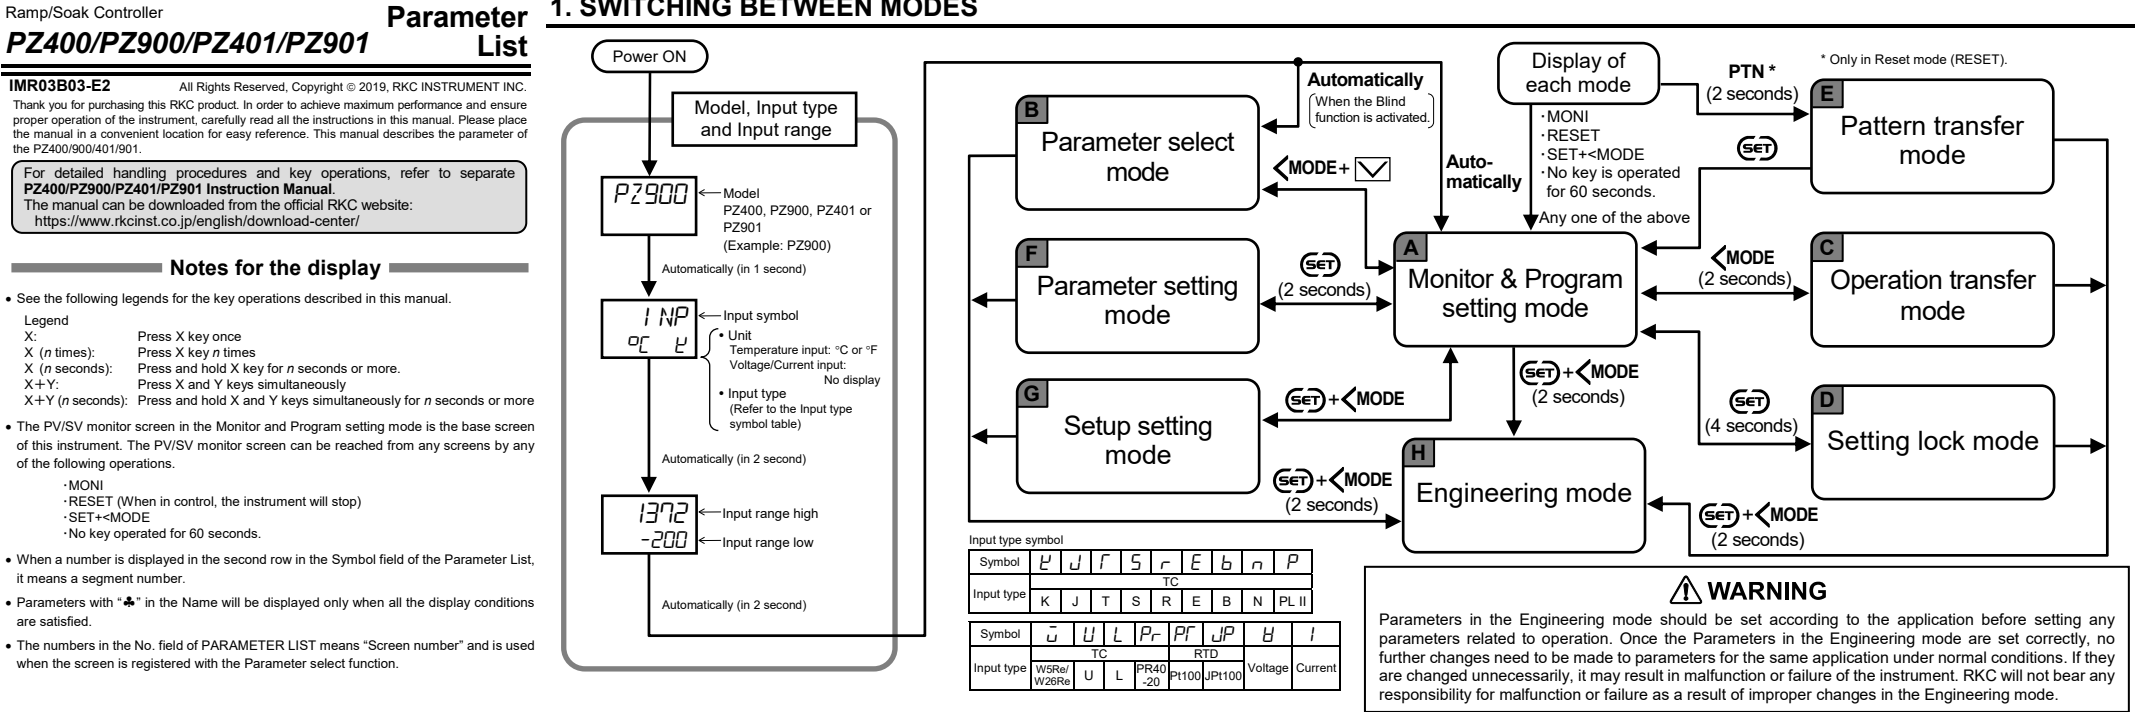 Ramp/Soak Controller
PZ400/PZ900/PZ401/PZ901
Parameter
List
IMR03B03-E2
All Rights Reserved, Copyright © 2019, RKC INSTRUMENT INC.
Thank you for purchasing this RKC product. In order to achieve maximum performance and ensure
proper operation of the instrument, carefully read all the instructions in this manual. Please place
the manual in a convenient location for easy reference. This manual describes the parameter of
the PZ400/900/401/901.
For detailed handling procedures and key operations, refer to separate
PZ400/PZ900/PZ401/PZ901 Instruction Manual.
The manual can be downloaded from the official RKC website:
https://www.rkcinst.co.jp/english/download-center/
Notes for the display
• See the following legends for the key operations described in this manual.
Legend
X: Press X key once
X (n times): Press X key n times
X (n seconds): Press and hold X key for n seconds or more.
X+Y: Press X and Y keys simultaneously
X+Y (n seconds): Press and hold X and Y keys simultaneously for n seconds or more
• The PV/SV monitor screen in the Monitor and Program setting mode is the base screen
of this instrument. The PV/SV monitor screen can be reached from any screens by any
of the following operations.
·MONI
·RESET (When in control, the instrument will stop)
·SET+<MODE
·No key operated for 60 seconds.
• When a number is displayed in the second row in the Symbol field of the Parameter List,
it means a segment number.
• Parameters with "♣" in the Name will be displayed only when all the display conditions
are satisfied.
• The numbers in the No. field of PARAMETER LIST means "Screen number" and is used
when the screen is registered with the Parameter select function.
1. SWITCHING BETWEEN MODES
Power ON
Model, Input type
and Input range
PZ900
Model
PZ400, PZ900, PZ401 or
PZ901
(Example: PZ900)
Automatically (in 1 second)
INP
°C K
Input symbol
• Unit
Temperature input: °C or °F
Voltage/Current input:
No display
• Input type
(Refer to the Input type
symbol table)
Automatically (in 2 second)
1372
-200
Input range high
Input range low
Automatically (in 2 second)
B
Parameter select
mode
Automatically
When the Blind
function is activated.
<MODE+
Auto-
matically
F
Parameter setting
mode
SET
(2 seconds)
G
Setup setting
mode
SET+<MODE
Display of
each mode
·MONI
·RESET
·SET+<MODE
·No key is operated
for 60 seconds.
Any one of the above
A
Monitor & Program
setting mode
SET+<MODE
(2 seconds)
H
Engineering mode
SET+<MODE
(2 seconds)
* Only in Reset mode (RESET).
PTN *
(2 seconds)
E
Pattern transfer
mode
SET
<MODE
(2 seconds)
C
Operation transfer
mode
SET
(4 seconds)
D
Setting lock mode
SET+<MODE
(2 seconds)
Input type symbol
Symbol K J T S r E b n P
Input type TC
K J T S R E B N PL II
Symbol U L Pr PT JP V I
Input type TC RTD Voltage Current
W5Re/
W26Re U L PR40
-20 Pt100 JPt100
WARNING
Parameters in the Engineering mode should be set according to the application before setting any
parameters related to operation. Once the Parameters in the Engineering mode are set correctly, no
further changes need to be made to parameters for the same application under normal conditions. If they
are changed unnecessarily, it may result in malfunction or failure of the instrument. RKC will not bear any
responsibility for malfunction or failure as a result of improper changes in the Engineering mode.